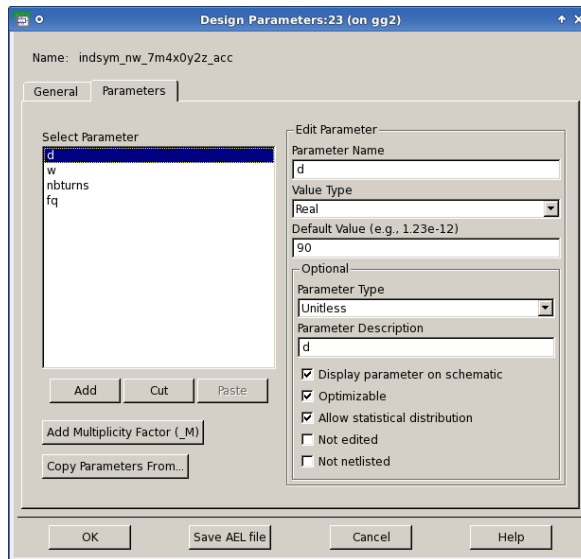 Design Parameters:23 (on gg2)
Name: indsym_nw_7m4x0y2z_acc
General
Parameters
Select Parameter
d
w
nbturns
fq
Add
Cut
Paste
Add Multiplicity Factor (_M)
Copy Parameters From...
Edit Parameter
Parameter Name
d
Value Type
Real
Default Value (e.g., 1.23e-12)
90
Optional
Parameter Type
Unitless
Parameter Description
d
Display parameter on schematic
Optimizable
Allow statistical distribution
Not edited
Not netlisted
OK
Save AEL file
Cancel
Help